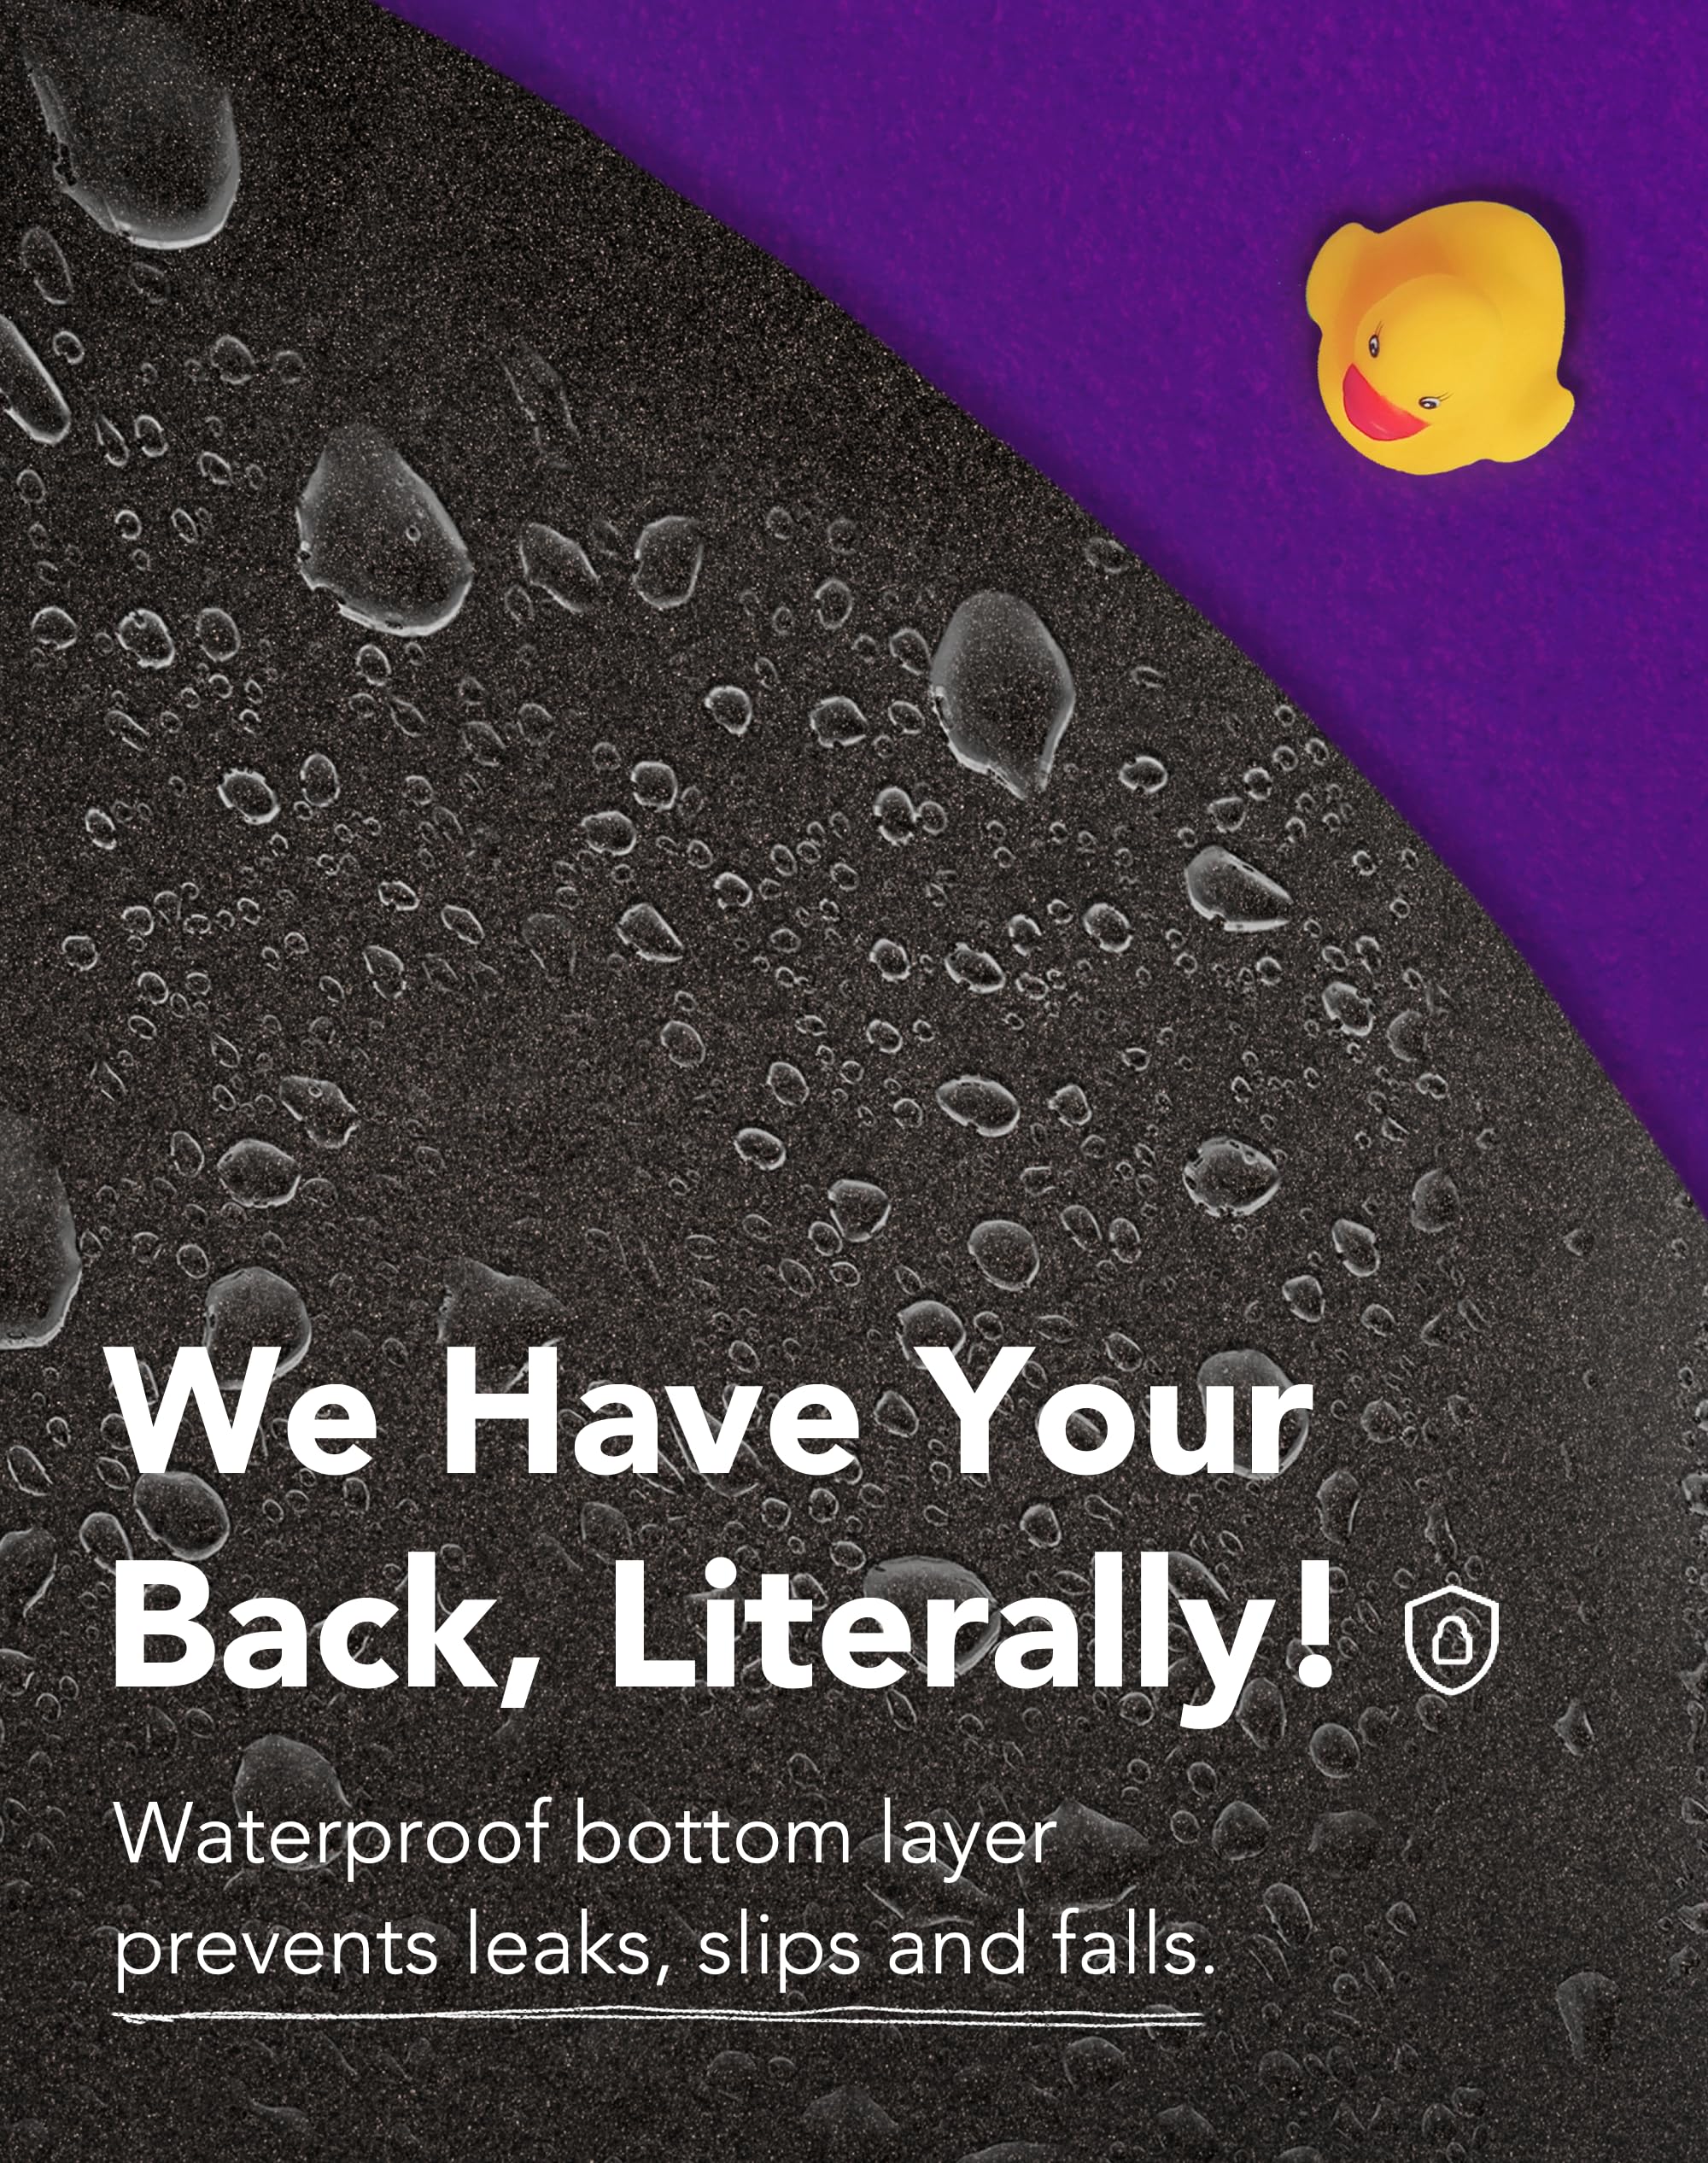 We Have Your
Back, Literally!
Waterproof bottom layer
prevents leaks, slips and falls.